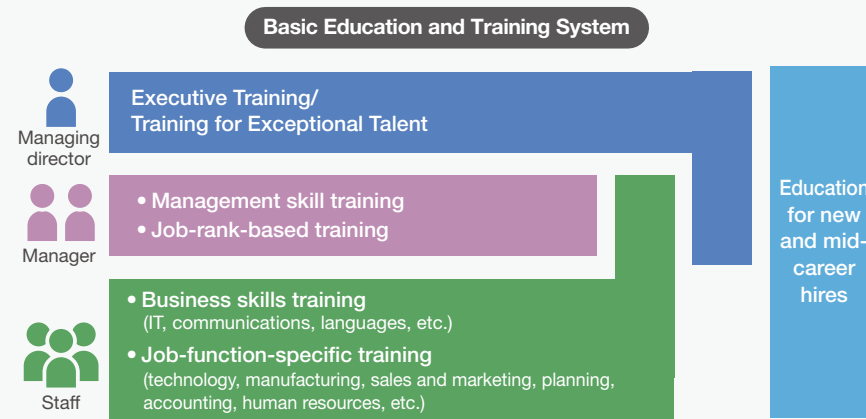 Basic Education and Training System
Managing
director
Executive Training/
Training for Exceptional Talent
Manager
• Management skill training
• Job-rank-based training
Staff
• Business skills training
(IT, communications, languages, etc.)
• Job-function-specific training
(technology, manufacturing, sales and marketing, planning,
accounting, human resources, etc.)
Education
for new
and mid-
career
hires